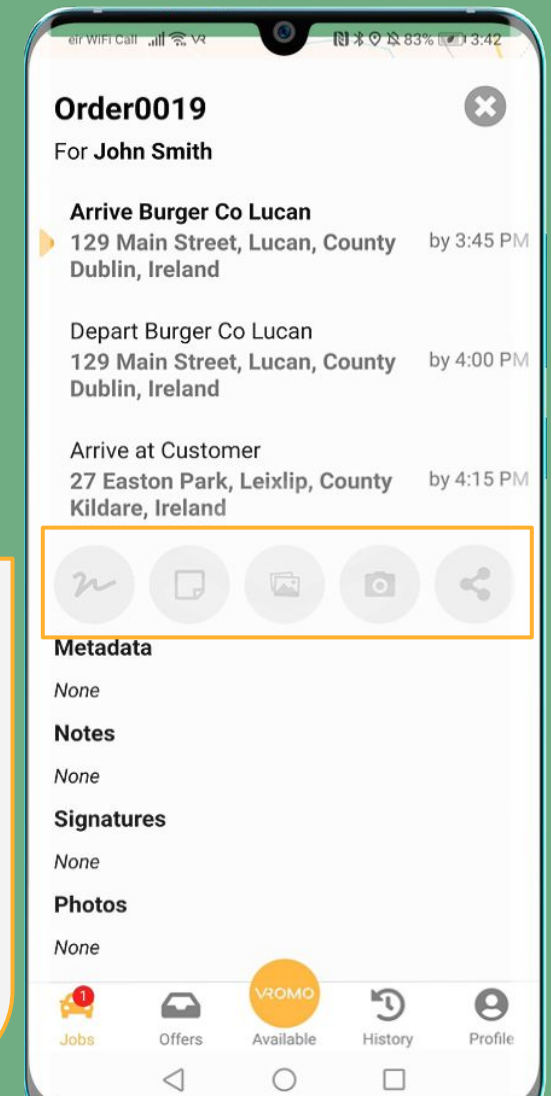 eir WiFi Call VR 83% 3:42
Order0019
For John Smith
Arrive Burger Co Lucan
129 Main Street, Lucan, County by 3:45 PM
Dublin, Ireland
Depart Burger Co Lucan
129 Main Street, Lucan, County by 4:00 PM
Dublin, Ireland
Arrive at Customer
27 Easton Park, Leixlip, County by 4:15 PM
Kildare, Ireland
Metadata
None
Notes
None
Signatures
None
Photos
None
1
VROMO
Jobs Offers Available History Profile